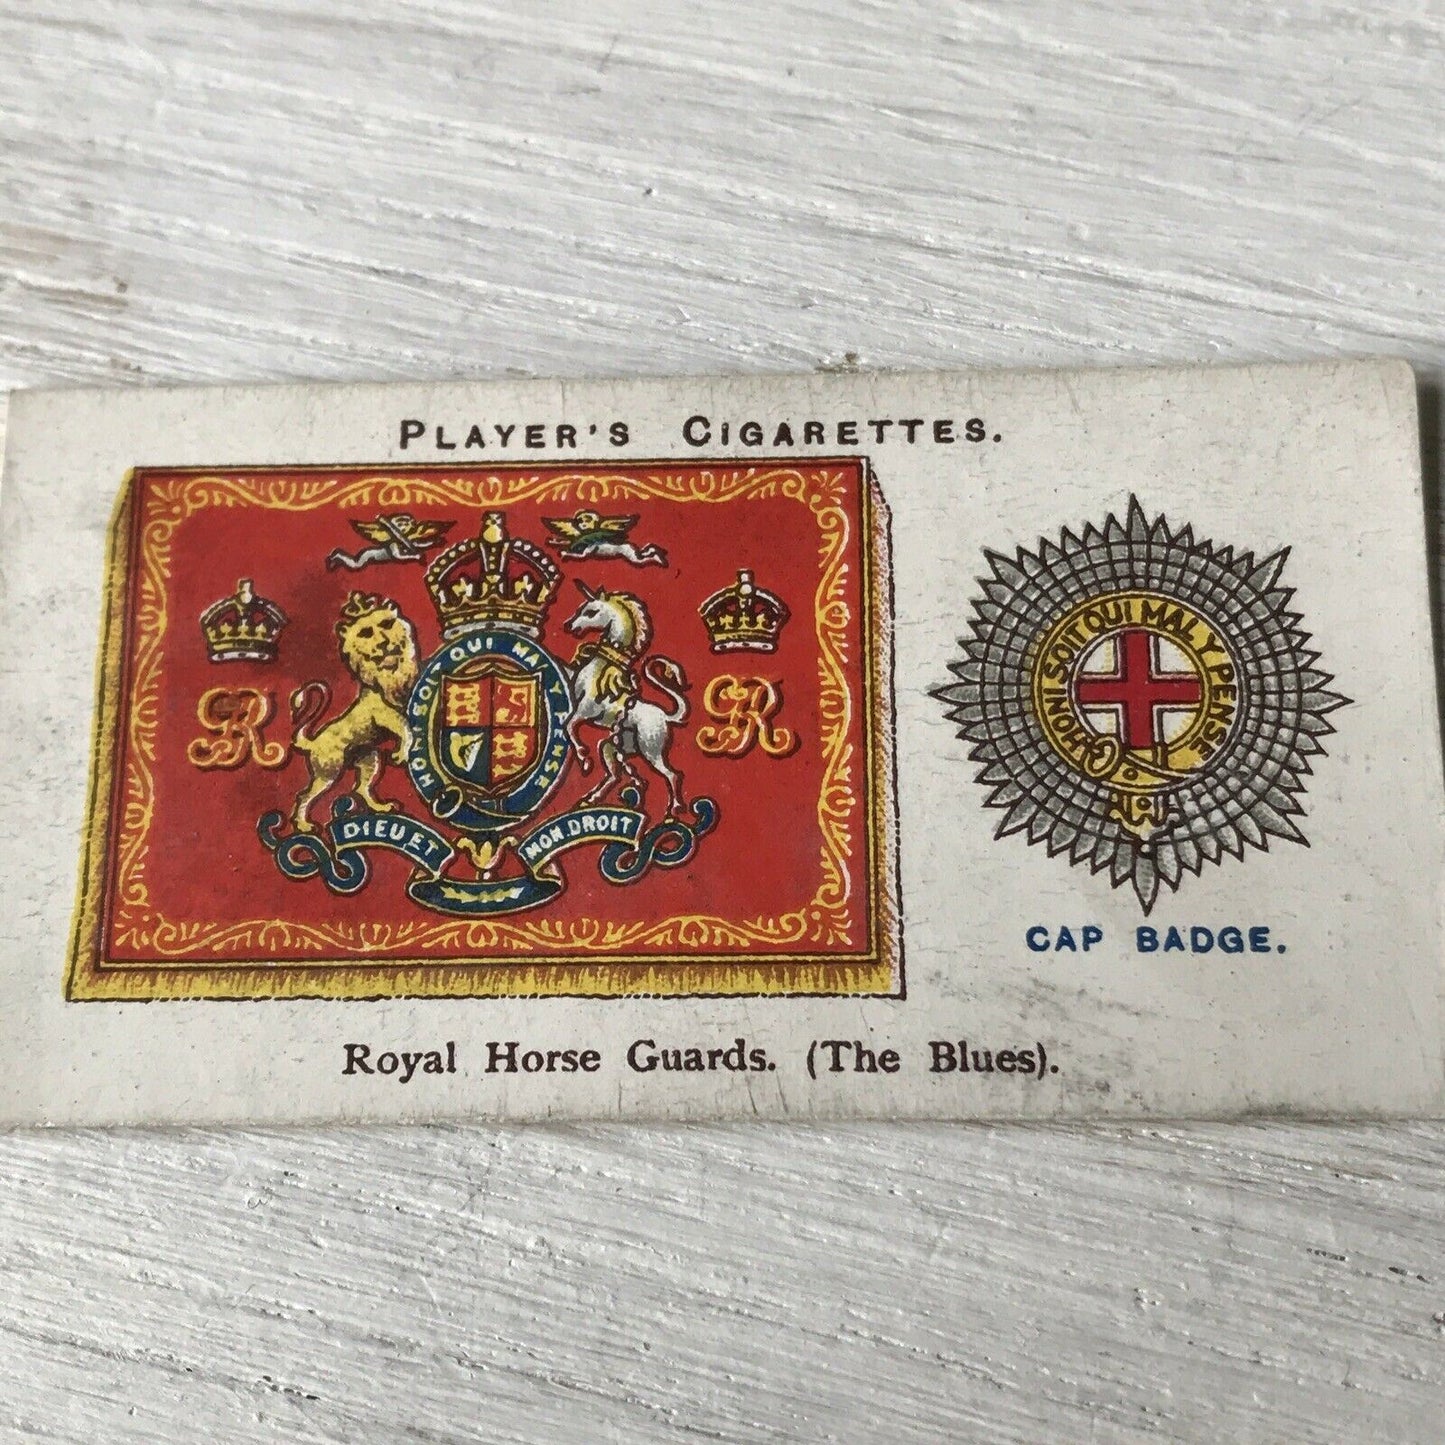 PLAYER'S CIGARETTES.
R R
HONI SOIT QUI MAL Y PENSE
DIEU ET MON DROIT
HONI SOIT QUI MAL Y PENSE
CAP BADGE.
Royal Horse Guards. (The Blues).